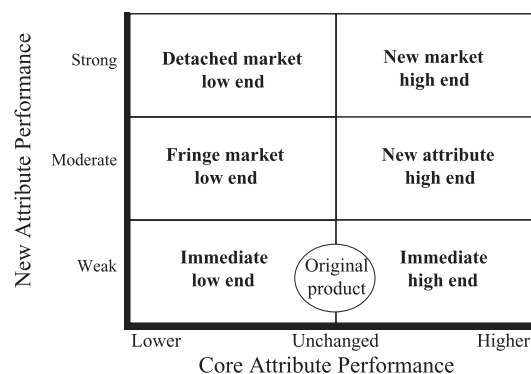 New Attribute Performance
Strong
Detached market
low end
New market
high end
Moderate
Fringe market
low end
New attribute
high end
Weak
Immediate
low end
Original
product
Immediate
high end
Lower
Unchanged
Higher
Core Attribute Performance